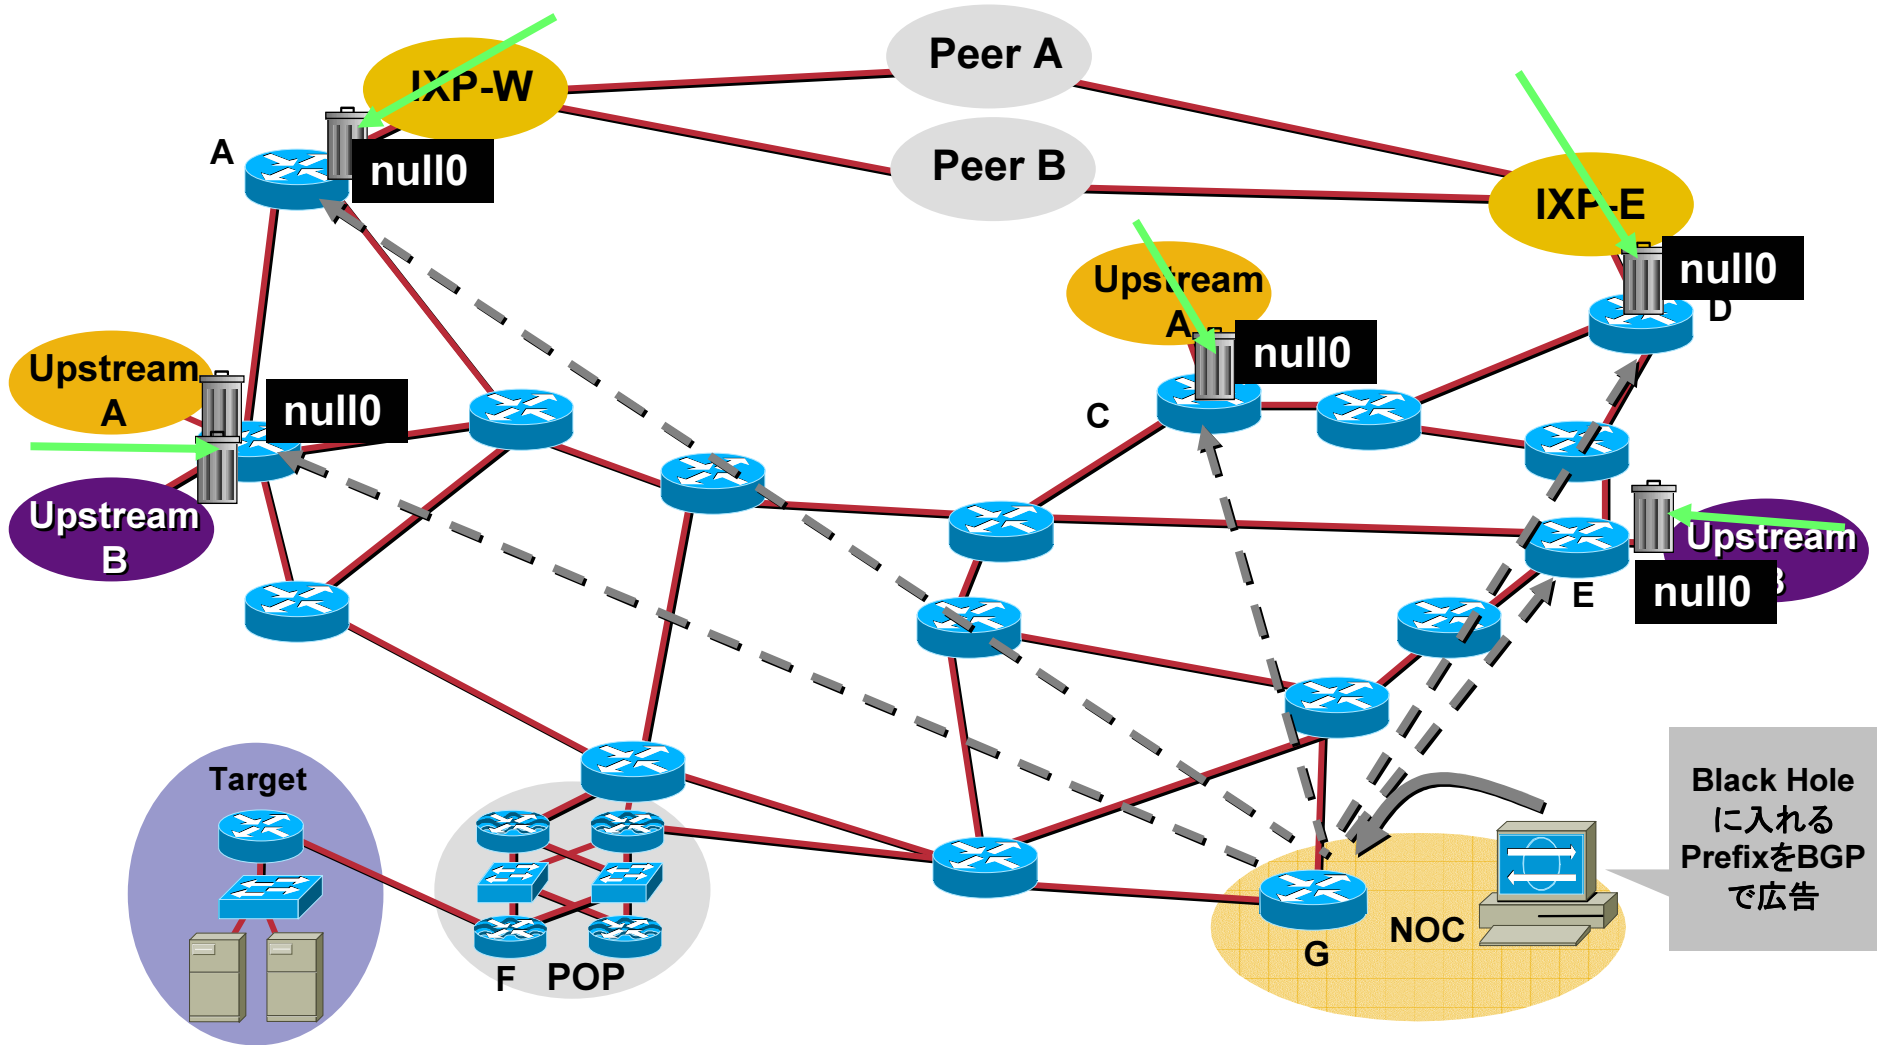 Peer A
IXP-W
A
null0
Peer B
IXP-E
null0
D
Upstream
A
null0
C
Upstream
A
null0
Upstream
B
Upstream
B
null0
E
Target
F
POP
G
NOC
Black Hole
に入れる
PrefixをBGP
で広告